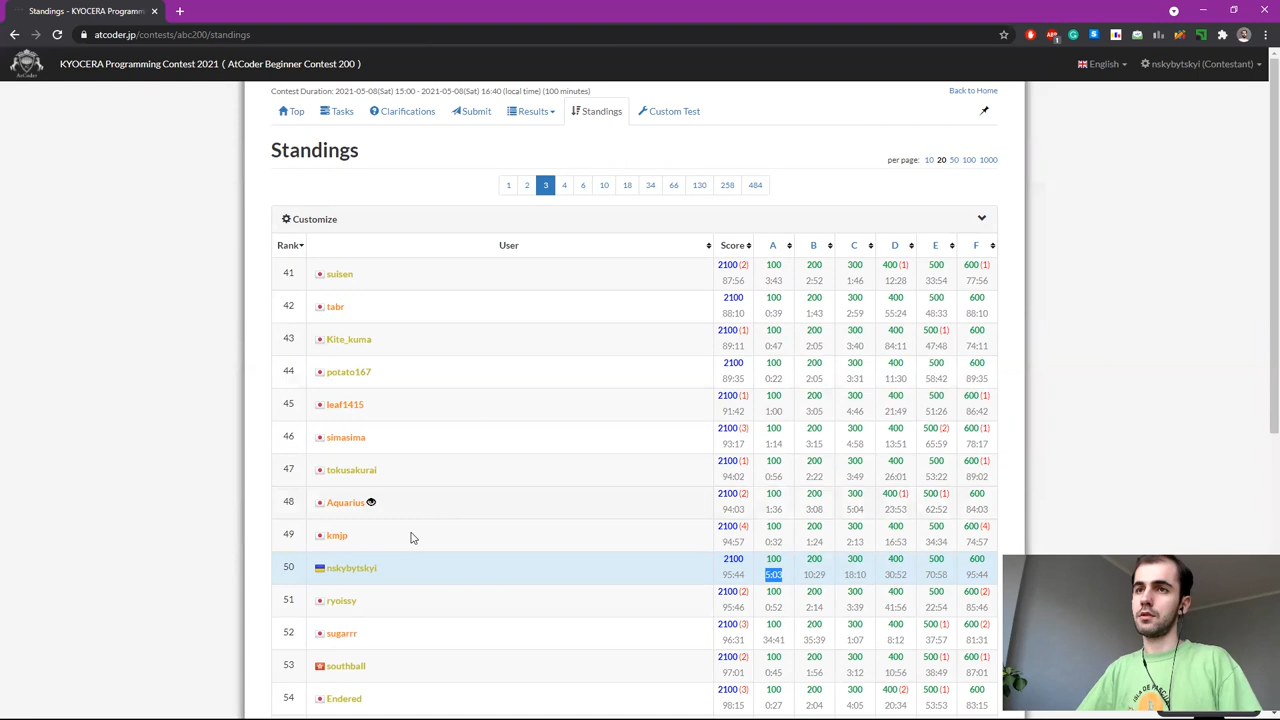 Standings - KYOCERA Programm
atcoder.jp/contests/abc200/standings
KYOCERA Programming Contest 2021 ( AtCoder Beginner Contest 200 )
English
nskybytskyi (Contestant)
Contest Duration: 2021-05-08(Sat) 15:00 - 2021-05-08(Sat) 16:40 (local time) (100 minutes)
Back to Home
Top Tasks Clarifications Submit Results Standings Custom Test
Standings
per page: 10 20 50 100 1000
1 2 3 4 6 10 18 34 66 130 258 484
Customize
Rank User Score A B C D E F
41 suisen 2100 (2) 100 200 300 400 (1) 500 600 (1)
87:56 3:43 2:52 1:46 12:28 33:54 77:56
42 tabr 2100 100 200 300 400 500 600
88:10 0:39 1:43 2:59 55:24 48:33 88:10
43 Kite_kuma 2100 (1) 100 200 300 400 500 (1) 600
89:11 0:47 2:05 3:40 84:11 47:48 74:11
44 potato167 2100 100 200 300 400 500 600
89:35 0:22 2:05 3:31 11:30 58:42 89:35
45 leaf1415 2100 (1) 100 200 300 400 500 600 (1)
91:42 1:00 3:05 4:46 21:49 51:26 86:42
46 simasima 2100 (3) 100 200 300 400 500 (2) 600 (1)
93:17 1:14 3:15 4:58 13:51 65:59 78:17
47 tokusakurai 2100 (1) 100 200 300 400 500 600 (1)
94:02 0:56 2:22 3:49 26:01 53:22 89:02
48 Aquarius 2100 (2) 100 200 300 400 (1) 500 (1) 600
94:03 1:36 3:08 5:04 23:53 62:52 84:03
49 kmjp 2100 (4) 100 200 300 400 500 600 (4)
94:57 0:32 1:24 2:13 16:53 34:34 74:57
50 nskybytskyi 2100 100 200 300 400 500 600
95:44 5:03 10:29 18:10 30:52 70:58 95:44
51 ryoissy 2100 (2) 100 200 300 400 500 600 (2)
95:46 0:52 2:14 3:39 41:56 22:54 85:46
52 sugarrr 2100 (3) 100 200 300 400 500 (1) 600 (2)
96:31 34:41 35:39 1:07 8:12 37:57 81:31
53 southball 2100 (2) 100 200 300 400 500 (1) 600 (1)
97:01 0:45 1:56 3:12 10:56 38:49 87:01
54 Endered 2100 (3) 100 200 300 400 (2) 500 (1) 600
98:15 0:27 2:04 4:05 20:34 53:53 83:15